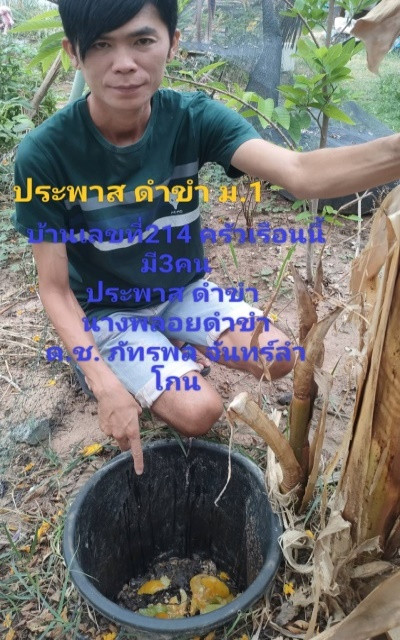 ประพาส ดำขำ ม.1
บ้านเลขที่214 ครัวเรือนนี้
มี3คน
ประพาส ดำขำ
นางพลอยดำขำ
ด.ช. ภัทรพล จันทร์ลำ
โกน